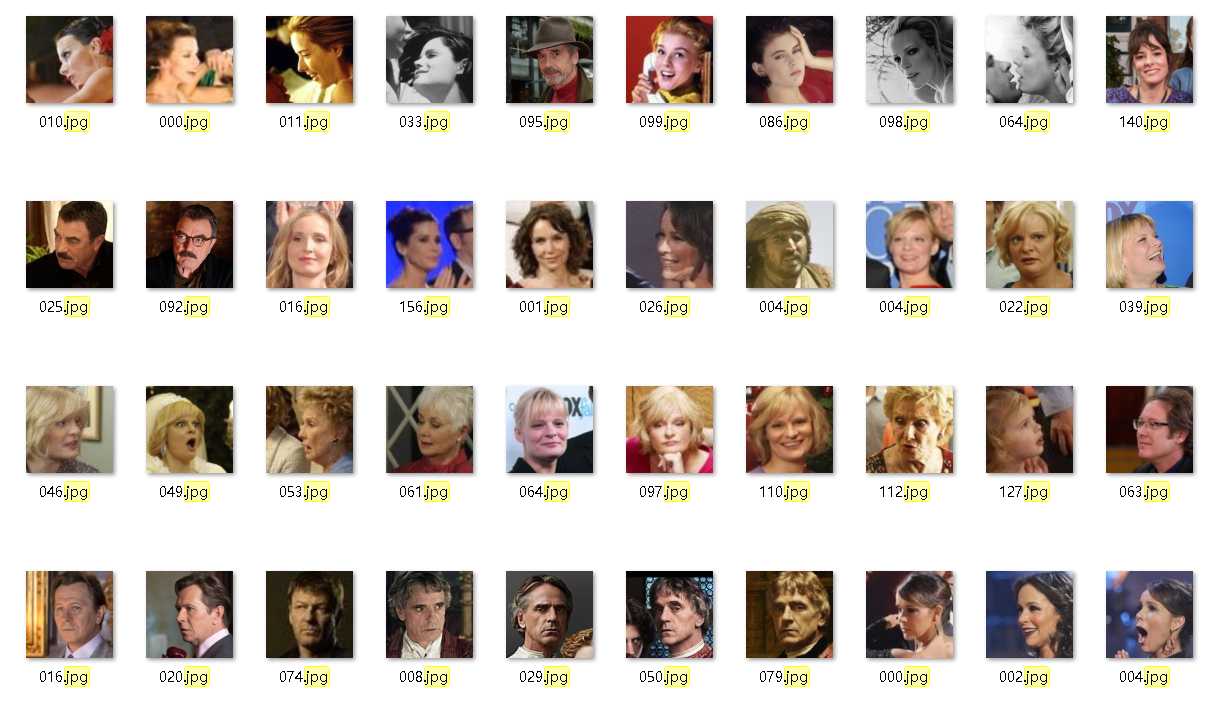 010.jpg 000.jpg 011.jpg 033.jpg 095.jpg 099.jpg 086.jpg 098.jpg 064.jpg 140.jpg
025.jpg 092.jpg 016.jpg 156.jpg 001.jpg 026.jpg 004.jpg 004.jpg 022.jpg 039.jpg
046.jpg 049.jpg 053.jpg 061.jpg 064.jpg 097.jpg 110.jpg 112.jpg 127.jpg 063.jpg
016.jpg 020.jpg 074.jpg 008.jpg 029.jpg 050.jpg 079.jpg 000.jpg 002.jpg 004.jpg